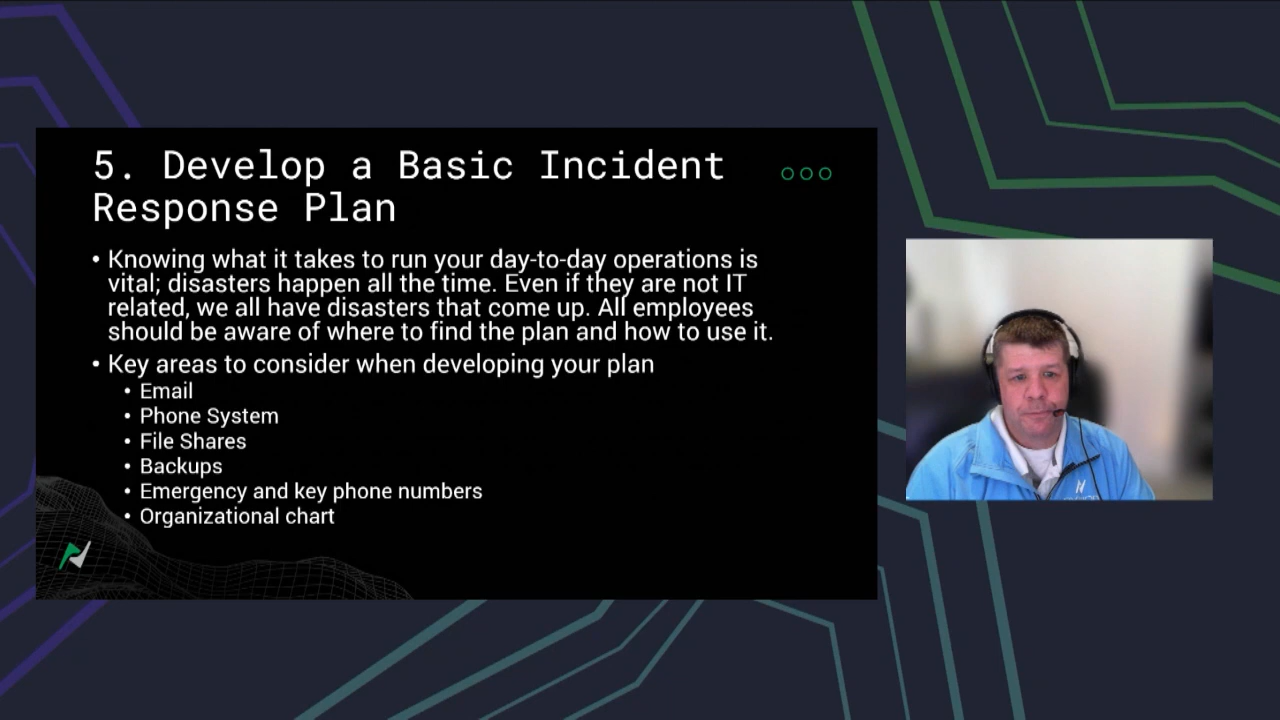 5. Develop a Basic Incident
Response Plan
• Knowing what it takes to run your day-to-day operations is
vital; disasters happen all the time. Even if they are not IT
related, we all have disasters that come up. All employees
should be aware of where to find the plan and how to use it.
• Key areas to consider when developing your plan
• Email
• Phone System
• File Shares
• Backups
• Emergency and key phone numbers
• Organizational chart